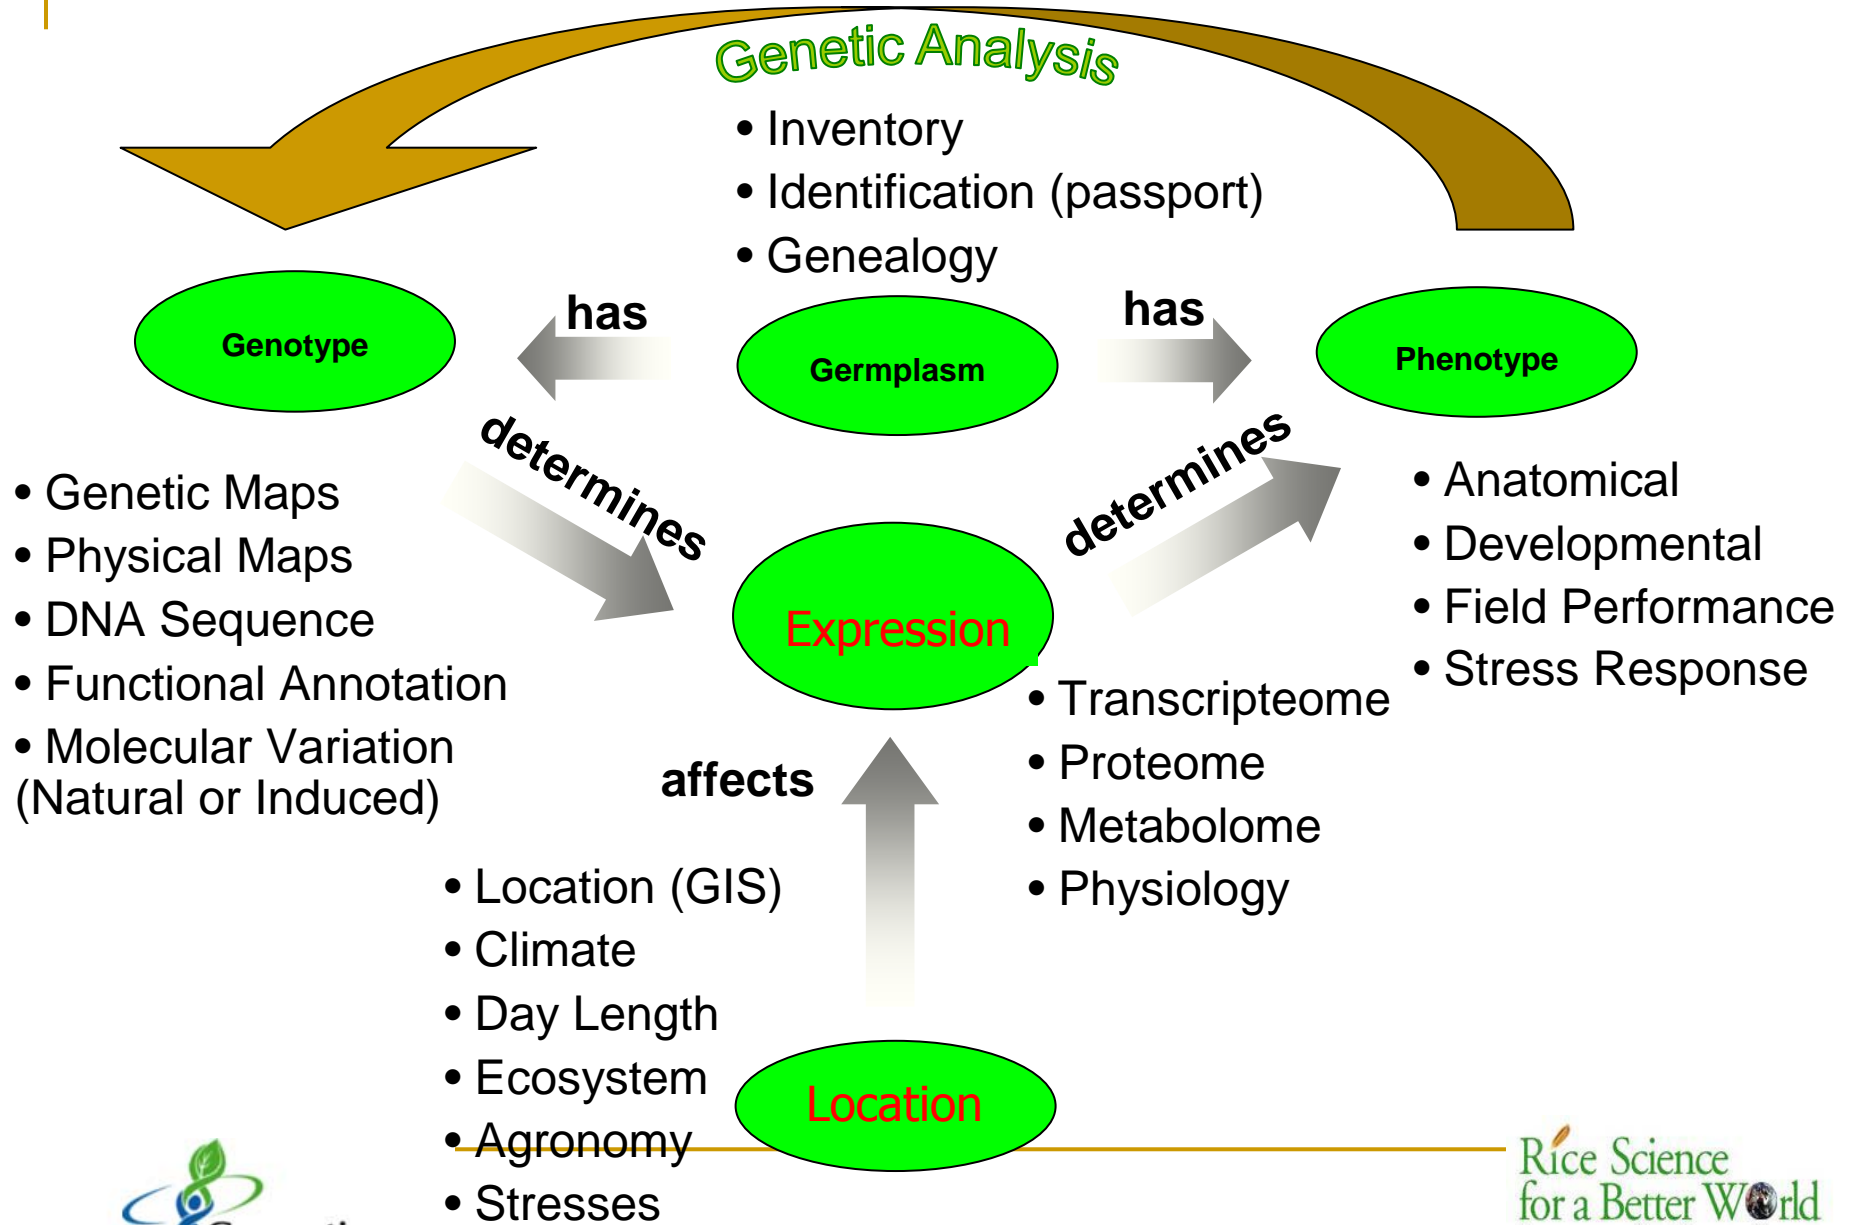 Genetic Analysis
• Inventory
• Identification (passport)
• Genealogy
has
has
Genotype
Germplasm
Phenotype
determines
determines
• Genetic Maps
• Physical Maps
• DNA Sequence
• Functional Annotation
• Molecular Variation
(Natural or Induced)
• Anatomical
• Developmental
• Field Performance
• Stress Response
Expression
• Transcripteome
• Proteome
• Metabolome
• Physiology
affects
• Location (GIS)
• Climate
• Day Length
• Ecosystem
• Agronomy
• Stresses
Location
Rice Science
for a Better World